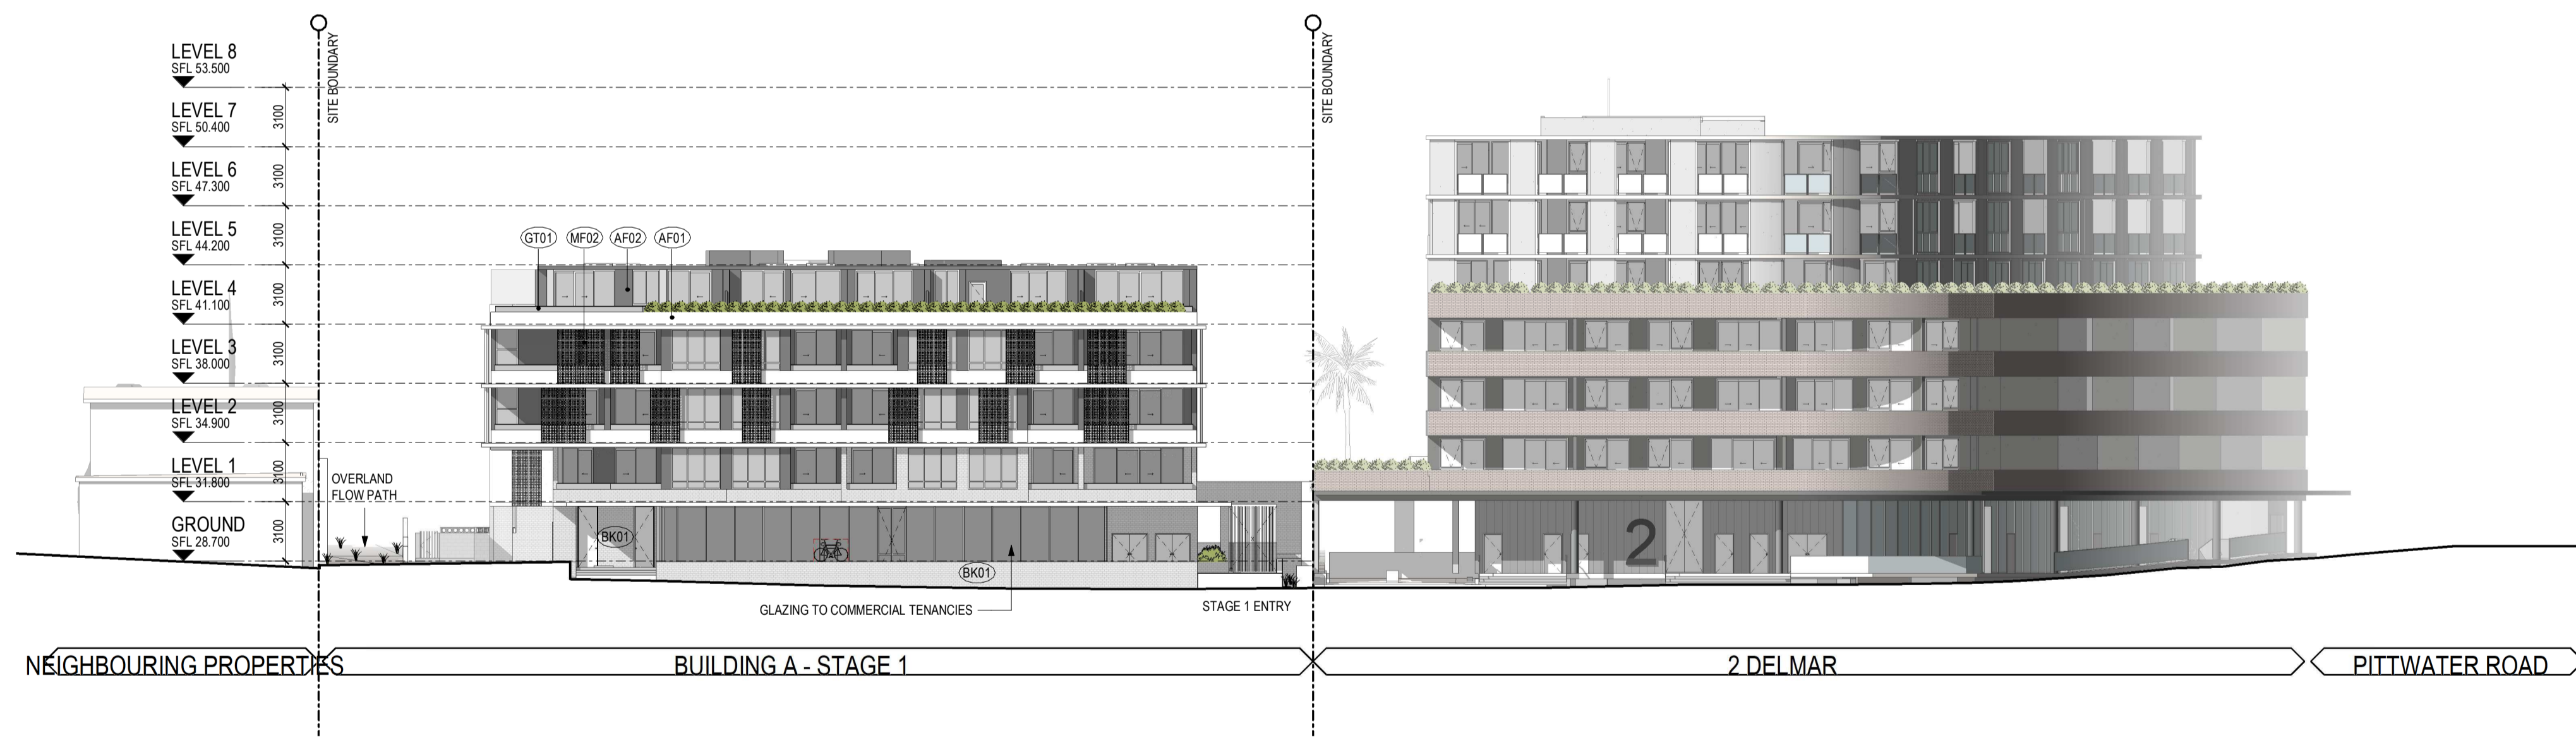 LEVEL 8
SFL 53.500
LEVEL 7
SFL 50.400
LEVEL 6
SFL 47.300
LEVEL 5
SFL 44.200
LEVEL 4
SFL 41.100
LEVEL 3
SFL 38.000
LEVEL 2
SFL 34.900
LEVEL 1
SFL 31.800
GROUND
SFL 28.700
3100
3100
3100
3100
3100
3100
3100
3100
SITE BOUNDARY
SITE BOUNDARY
GT01
MF02
AF02
AF01
OVERLAND
FLOW PATH
BK01
BK01
2
GLAZING TO COMMERCIAL TENANCIES
STAGE 1 ENTRY
NEIGHBOURING PROPERTIES
BUILDING A - STAGE 1
2 DELMAR
PITTWATER ROAD